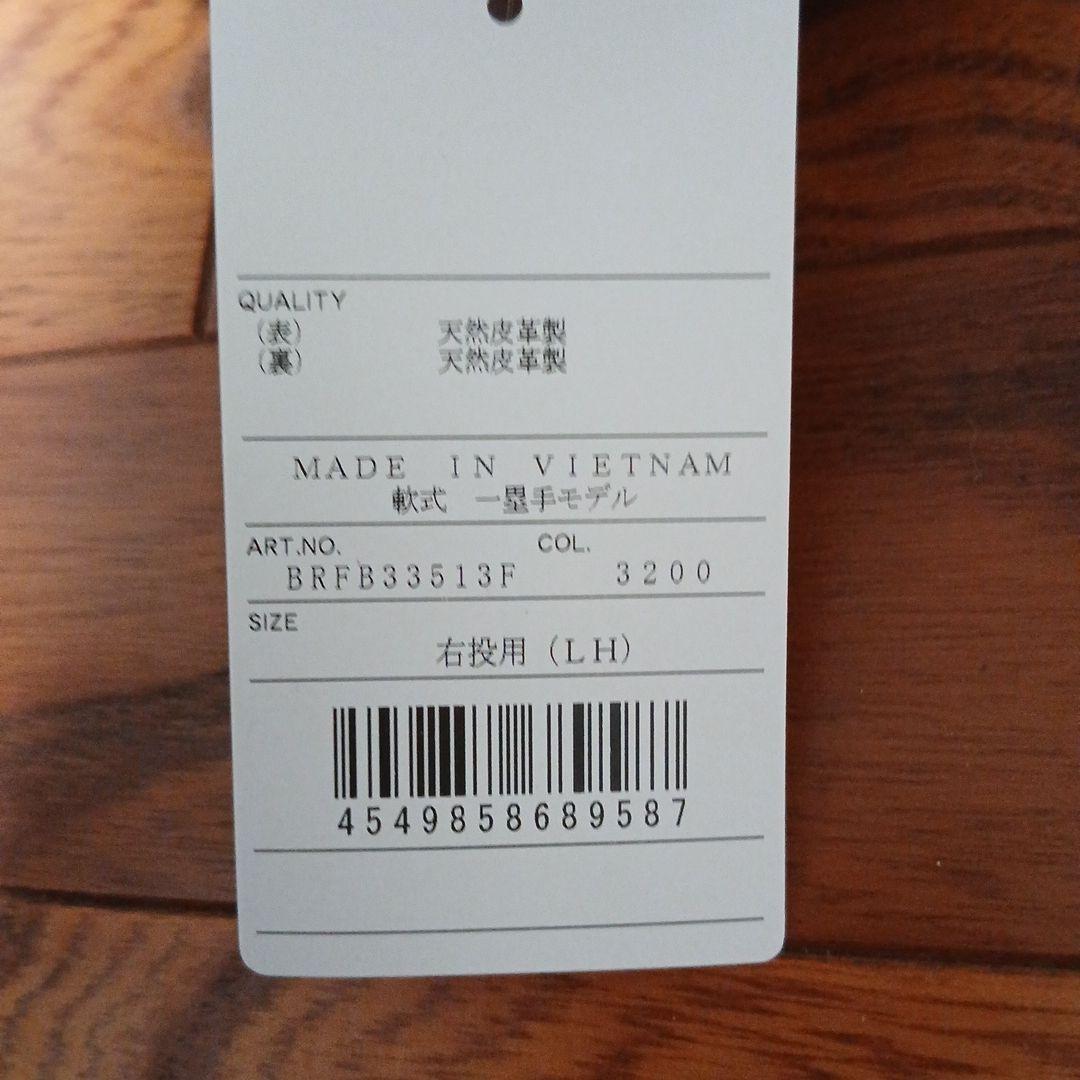 QUALITY
(表) 天然皮革製
(裏) 天然皮革製
MADE IN VIETNAM
軟式 一塁手モデル
ART.NO. COL.
BRFB33513F 3200
SIZE
右投用(LH)
4549858689587